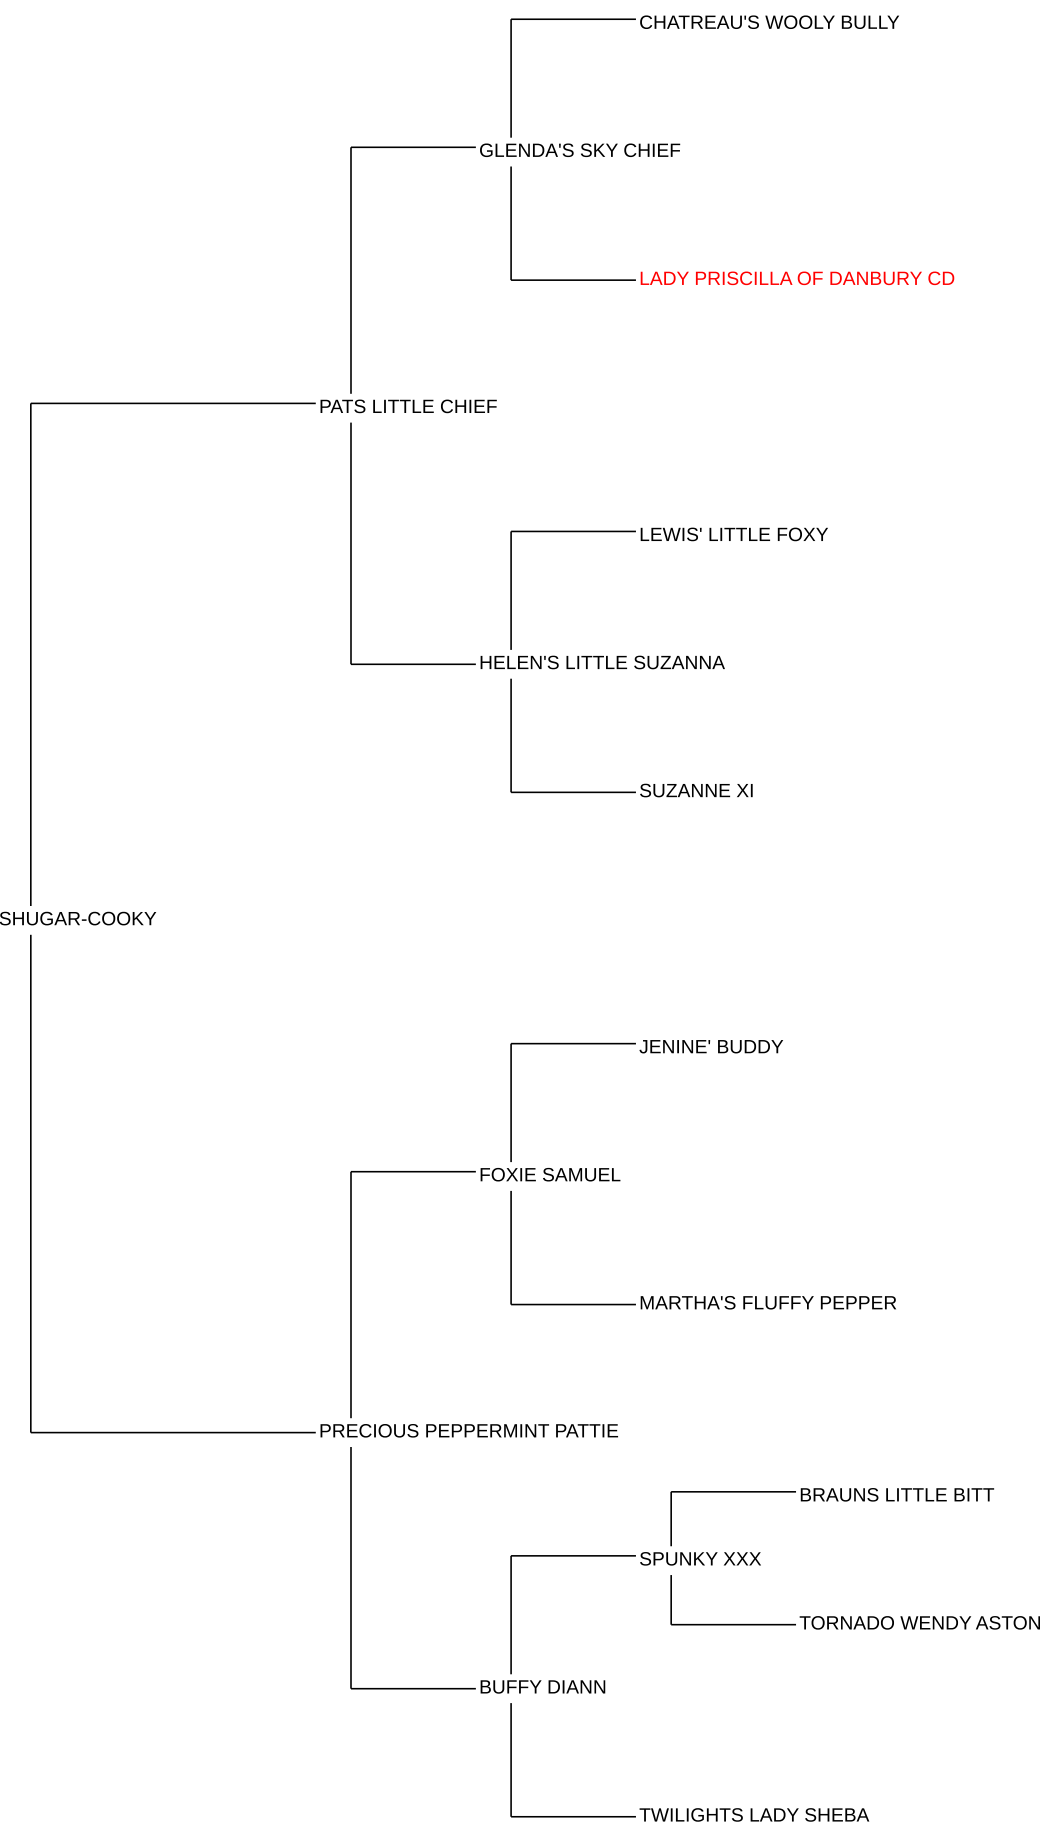 CHATREAU'S WOOLY BULLY
GLENDA'S SKY CHIEF
LADY PRISCILLA OF DANBURY CD
PATS LITTLE CHIEF
LEWIS' LITTLE FOXY
HELEN'S LITTLE SUZANNA
SUZANNE XI
SHUGAR-COOKY
JENINE' BUDDY
FOXIE SAMUEL
MARTHA'S FLUFFY PEPPER
PRECIOUS PEPPERMINT PATTIE
BRAUNS LITTLE BITT
SPUNKY XXX
TORNADO WENDY ASTON
BUFFY DIANN
TWILIGHTS LADY SHEBA